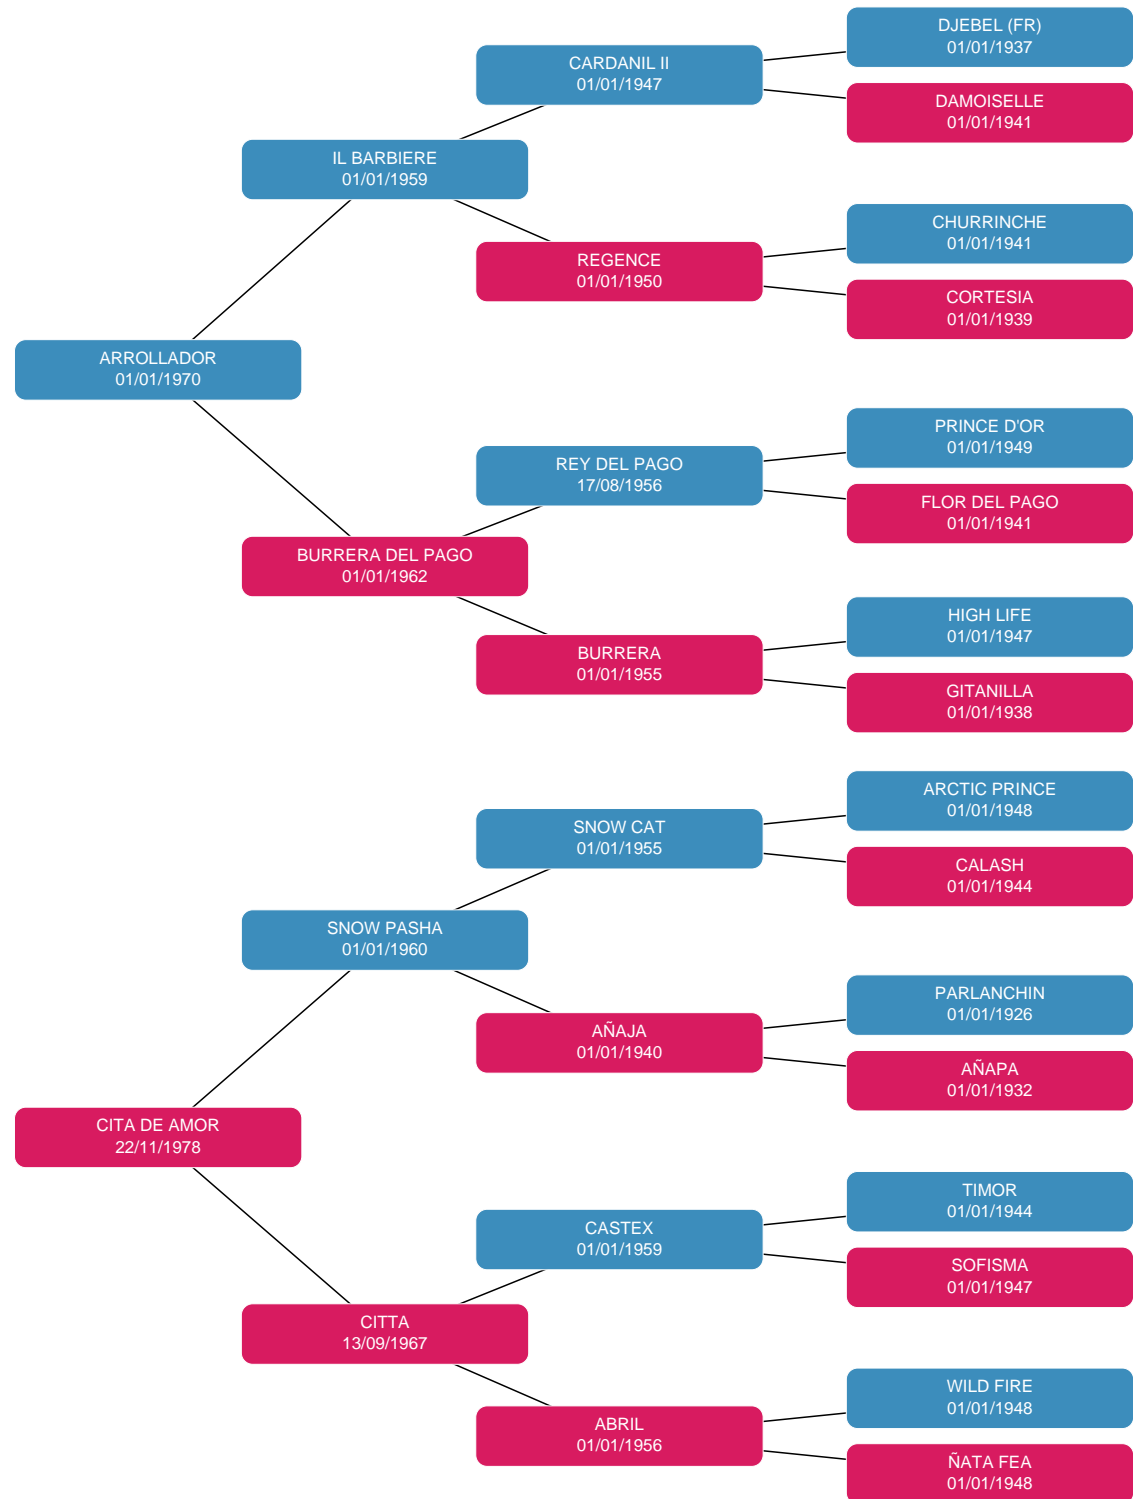 DJEBEL (FR)
01/01/1937
CARDANIL II
01/01/1947
DAMOISELLE
01/01/1941
IL BARBIERE
01/01/1959
CHURRINCHE
01/01/1941
REGENCE
01/01/1950
CORTESIA
01/01/1939
ARROLLADOR
01/01/1970
PRINCE D'OR
01/01/1949
REY DEL PAGO
17/08/1956
FLOR DEL PAGO
01/01/1941
BURRERA DEL PAGO
01/01/1962
HIGH LIFE
01/01/1947
BURRERA
01/01/1955
GITANILLA
01/01/1938
ARCTIC PRINCE
01/01/1948
SNOW CAT
01/01/1955
CALASH
01/01/1944
SNOW PASHA
01/01/1960
PARLANCHIN
01/01/1926
AÑAJA
01/01/1940
AÑAPA
01/01/1932
CITA DE AMOR
22/11/1978
TIMOR
01/01/1944
CASTEX
01/01/1959
SOFISMA
01/01/1947
CITTA
13/09/1967
WILD FIRE
01/01/1948
ABRIL
01/01/1956
ÑATA FEA
01/01/1948